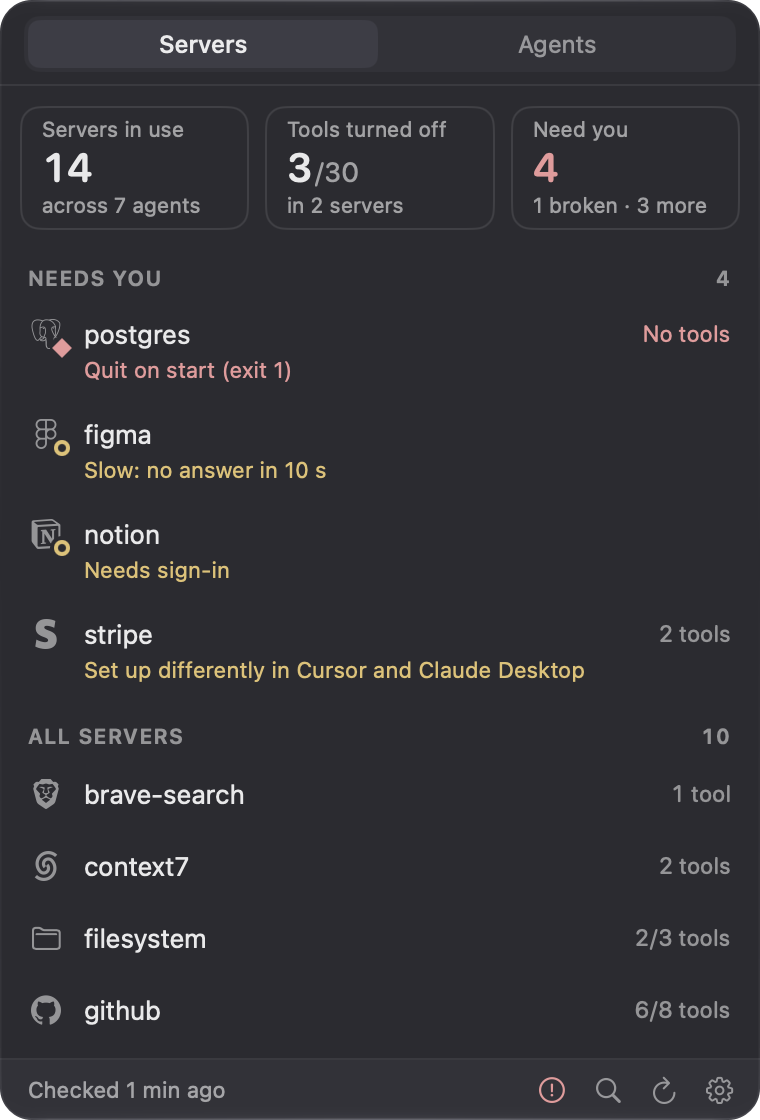 Servers
Agents
Servers in use
14
across 7 agents
Tools turned off
3/30
in 2 servers
Need you
4
1 broken · 3 more
NEEDS YOU 4
postgres No tools
Quit on start (exit 1)
figma
Slow: no answer in 10 s
N
notion
Needs sign-in
S
stripe 2 tools
Set up differently in Cursor and Claude Desktop
ALL SERVERS 10
brave-search 1 tool
context7 2 tools
filesystem 2/3 tools
github 6/8 tools
Checked 1 min ago